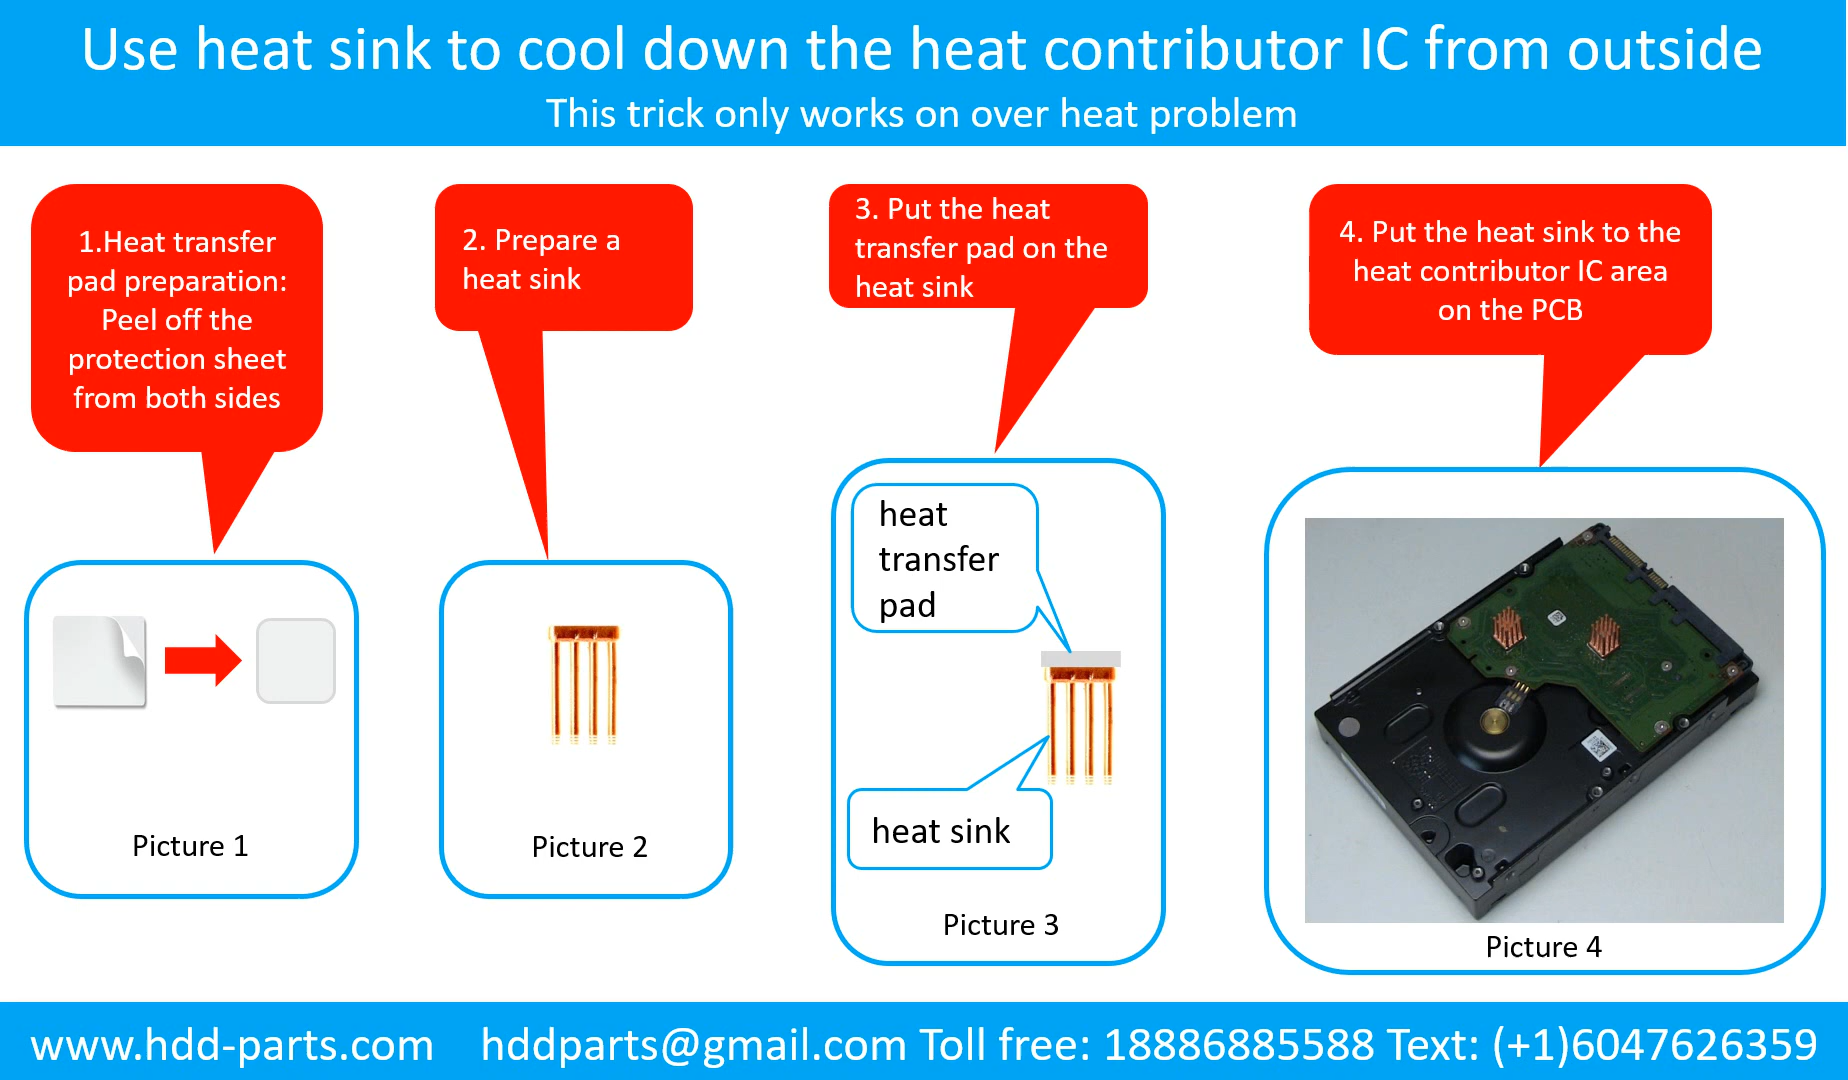 Use heat sink to cool down the heat contributor IC from outside
This trick only works on over heat problem
1.Heat transfer
pad preparation:
Peel off the
protection sheet
from both sides
2. Prepare a
heat sink
3. Put the heat
transfer pad on the
heat sink
4. Put the heat sink to the
heat contributor IC area
on the PCB
Picture 1
Picture 2
heat
transfer
pad
heat sink
Picture 3
Picture 4
www.hdd-parts.com hddparts@gmail.com Toll free: 18886885588 Text: (+1)6047626359